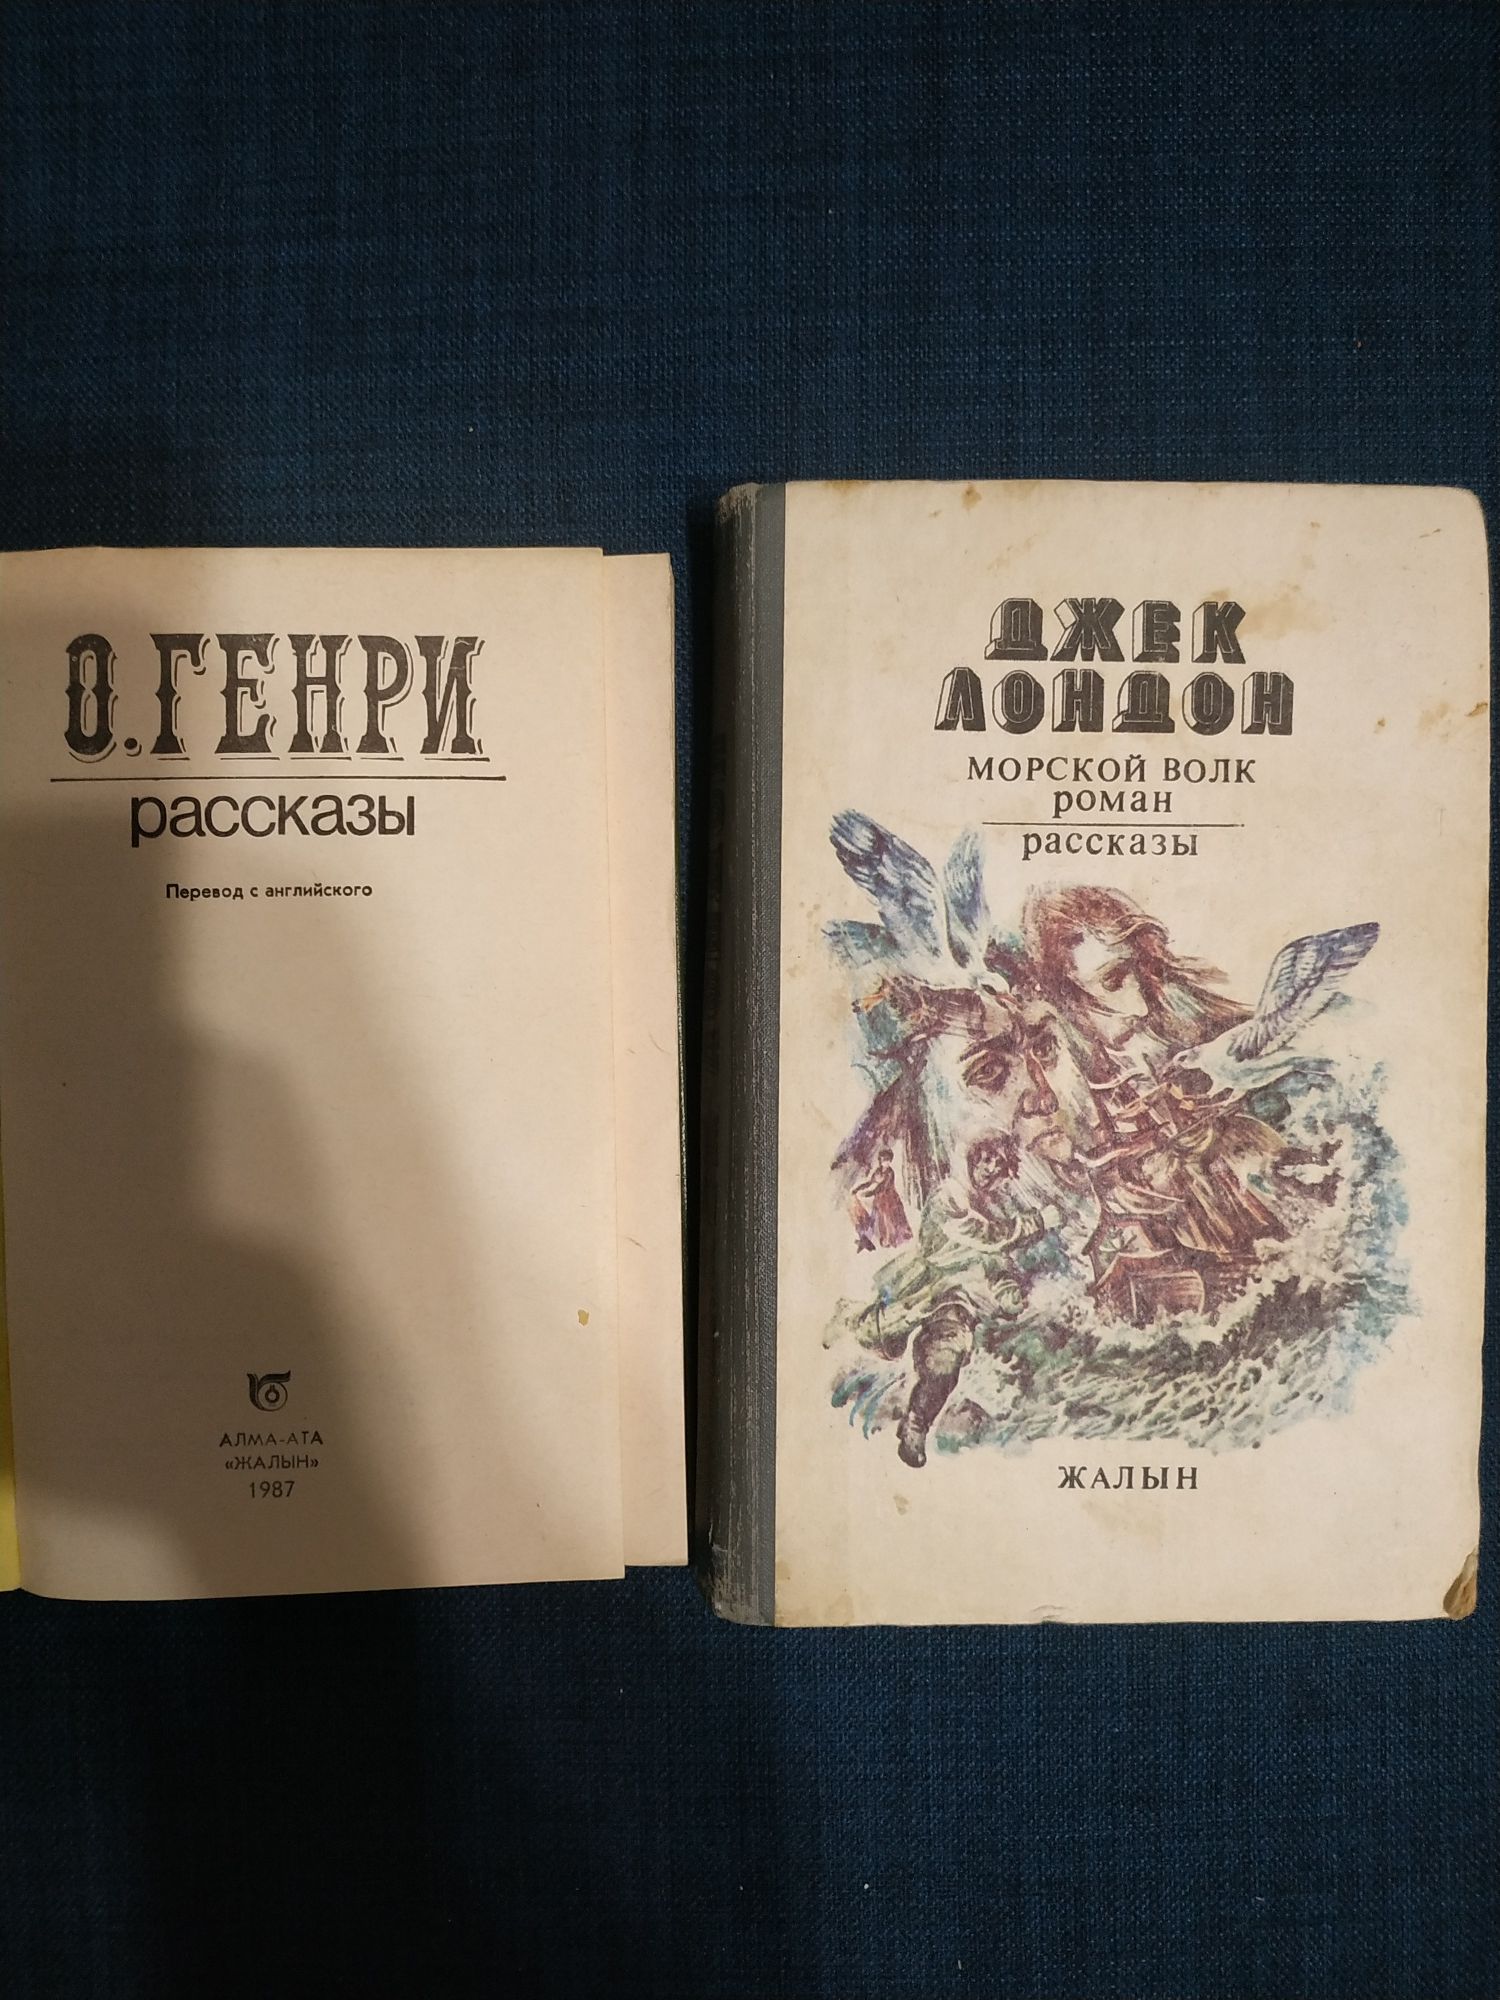 О.ГЕНРИ
рассказы
Перевод с английского
АЛМА-АТА
«ЖАЛЫН»
1987
ДЖЕК
ЛОНДОН
МОРСКОЙ ВОЛК
роман
рассказы
ЖАЛЫН